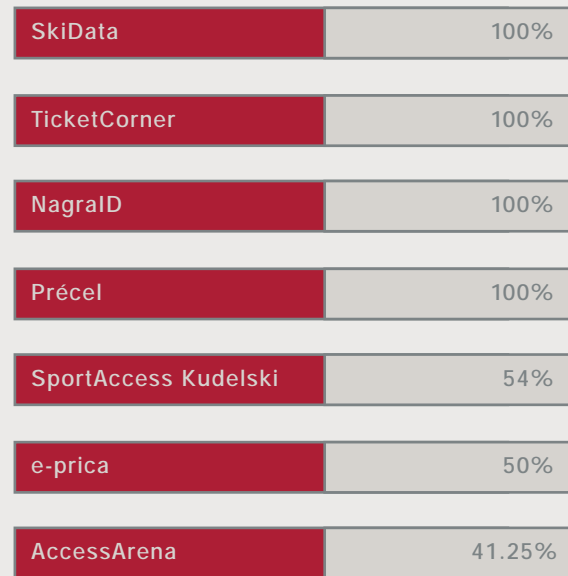 SkiData 100%
TicketCorner 100%
NagraID 100%
Précel 100%
SportAccess Kudelski 54%
e-prica 50%
AccessArena 41.25%